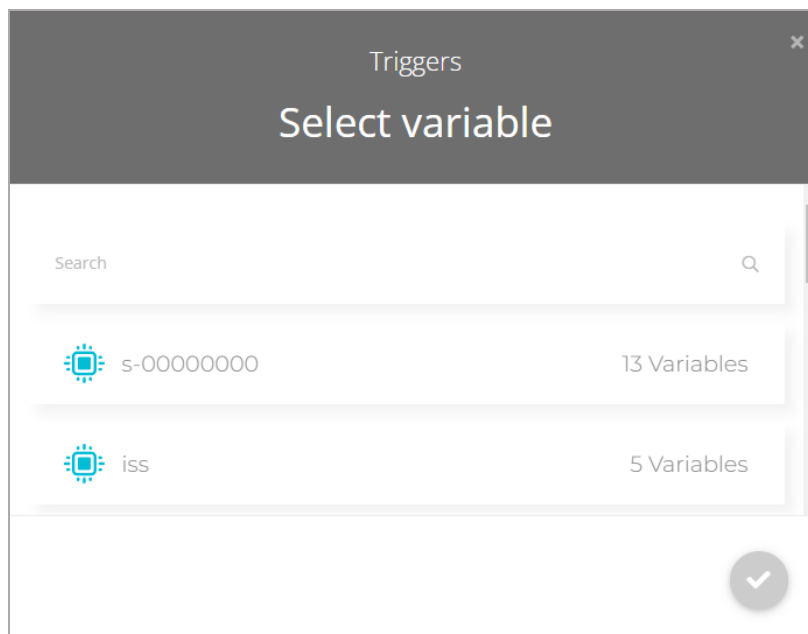 Triggers
Select variable
Search
s-00000000 13 Variables
iss 5 Variables